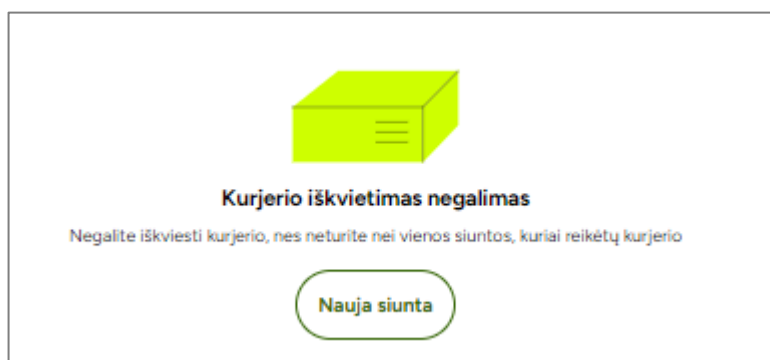 Kurjerio iškvietimas negalimas
Negalite iškviesti kurjerio, nes neturite nei vienos siuntos, kuriai reikėtų kurjerio
Nauja siunta